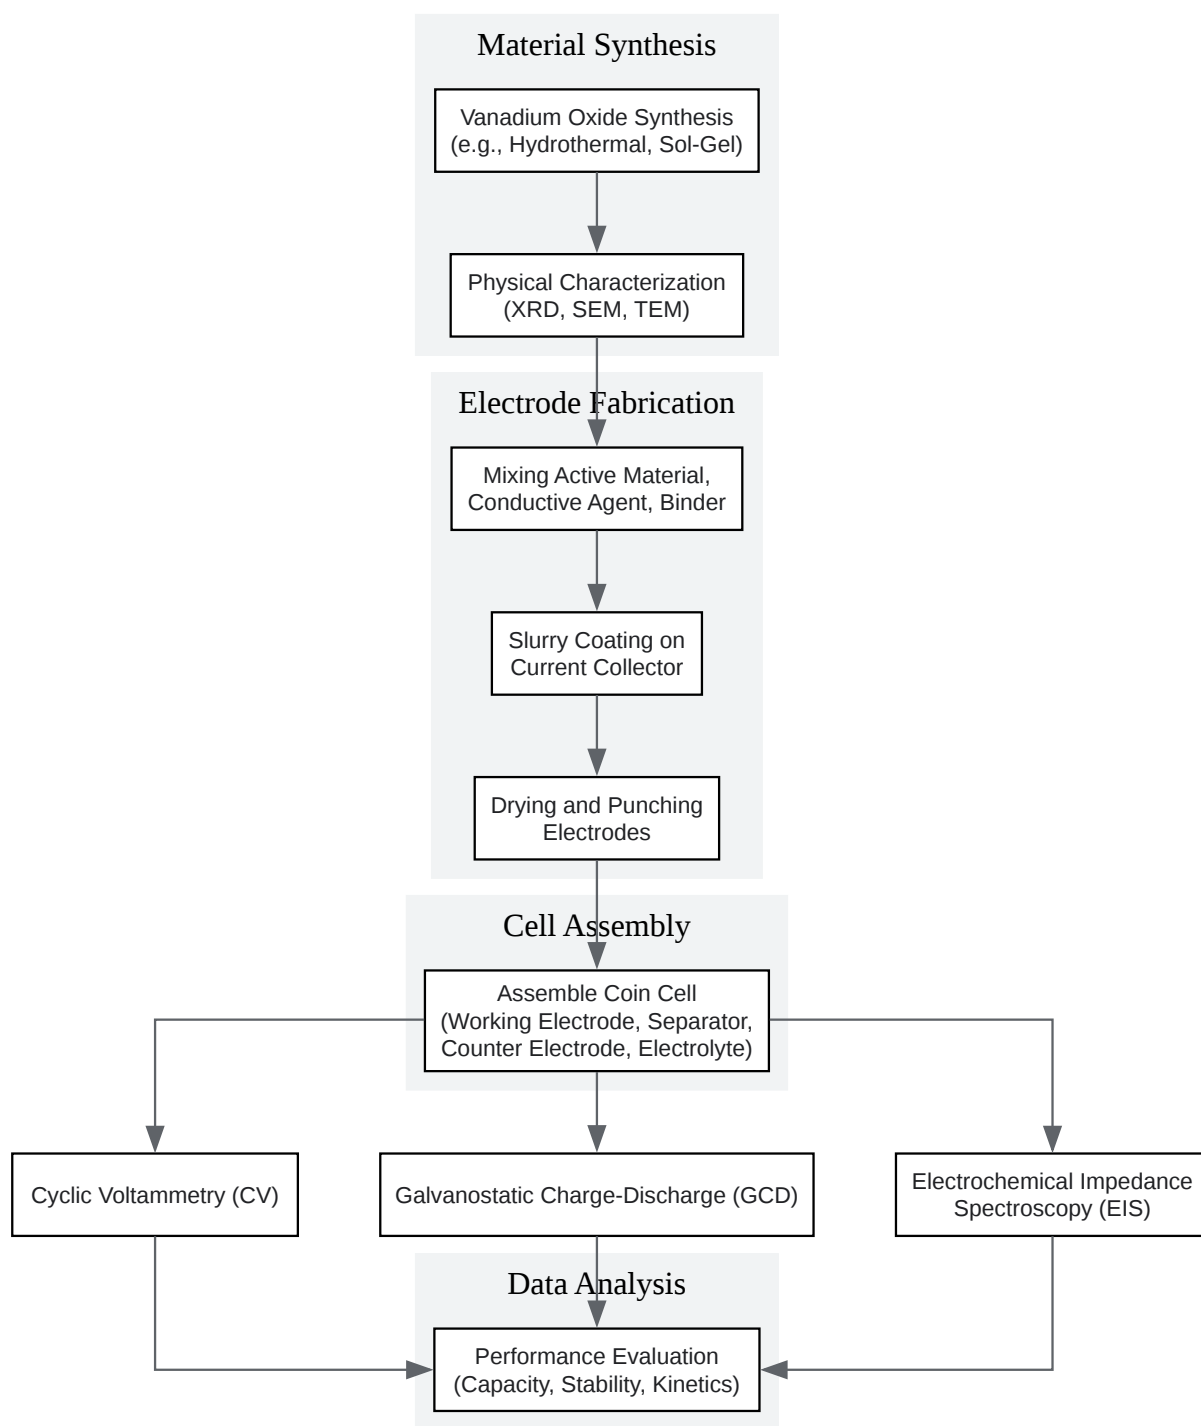 Material Synthesis
Vanadium Oxide Synthesis
(e.g., Hydrothermal, Sol-Gel)
Physical Characterization
(XRD, SEM, TEM)
Electrode Fabrication
Mixing Active Material,
Conductive Agent, Binder
Slurry Coating on
Current Collector
Drying and Punching
Electrodes
Cell Assembly
Assemble Coin Cell
(Working Electrode, Separator,
Counter Electrode, Electrolyte)
Cyclic Voltammetry (CV)
Galvanostatic Charge-Discharge (GCD)
Electrochemical Impedance
Spectroscopy (EIS)
Data Analysis
Performance Evaluation
(Capacity, Stability, Kinetics)